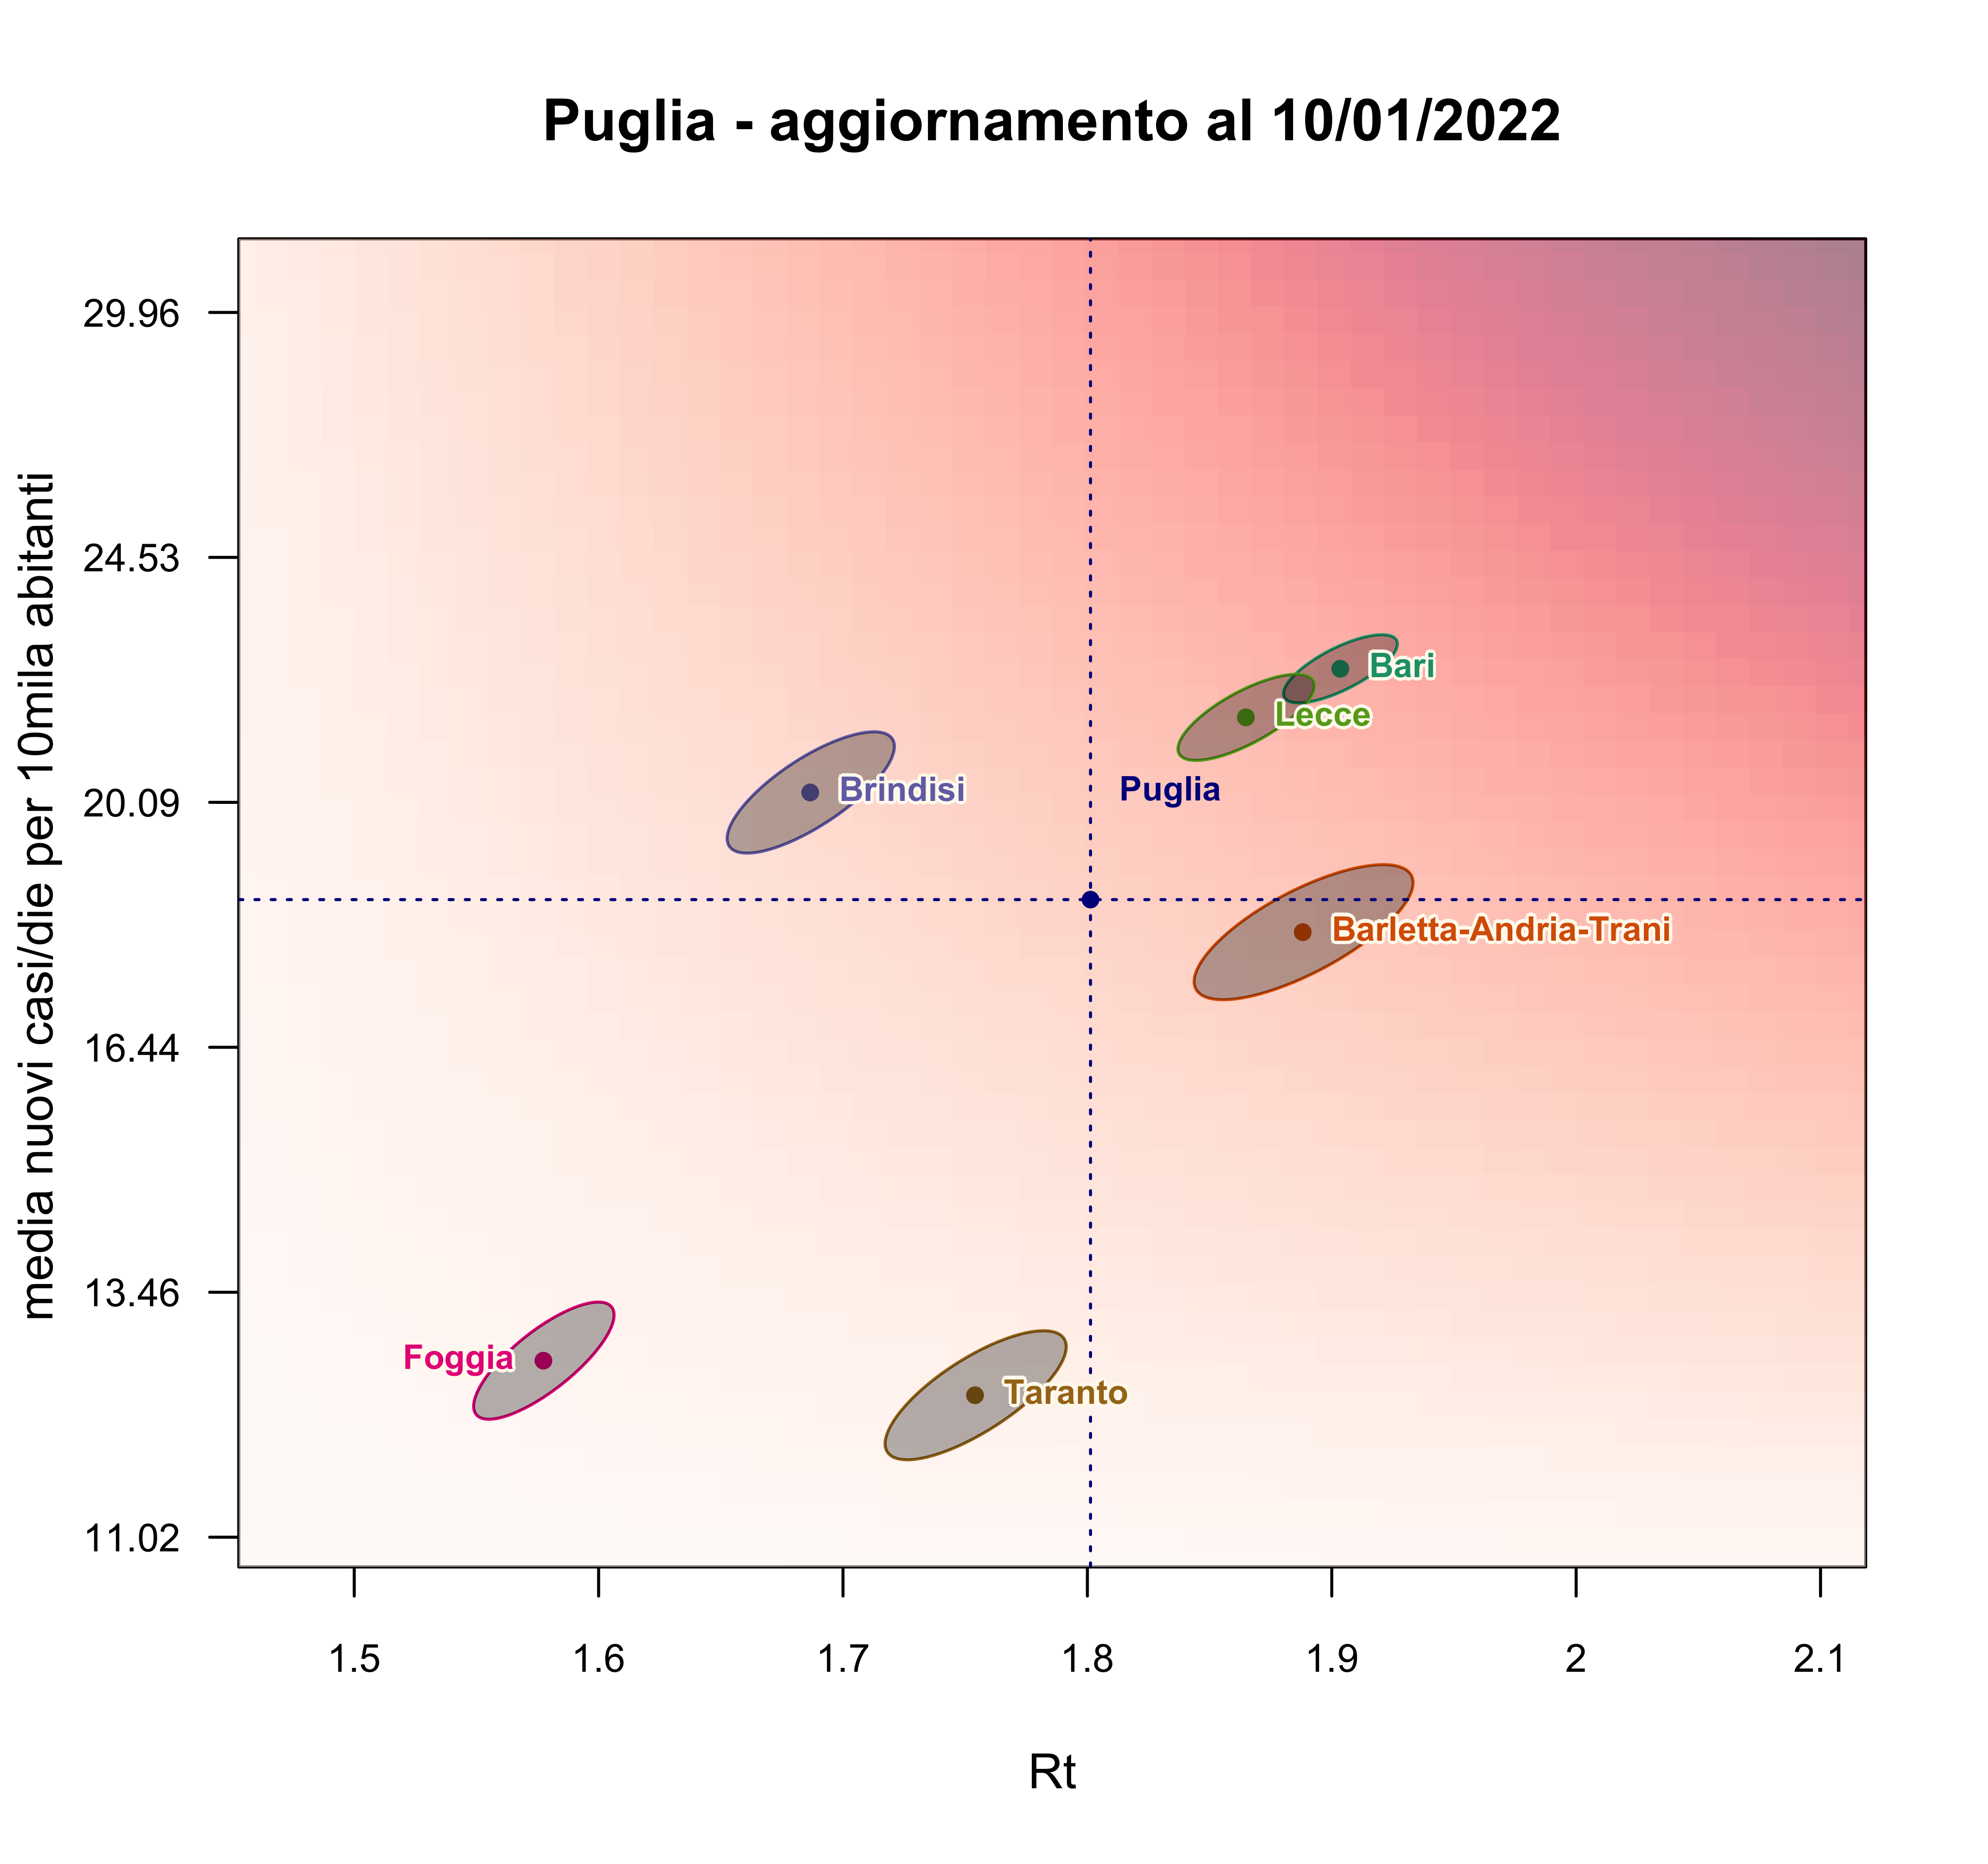 Puglia - aggiornamento al 10/01/2022
media nuovi casi/die per 10mila abitanti
29.96
24.53
20.09
16.44
13.46
11.02
Bari
Lecce
Brindisi
Puglia
Barletta-Andria-Trani
Foggia
Taranto
1.5 1.6 1.7 1.8 1.9 2 2.1
Rt